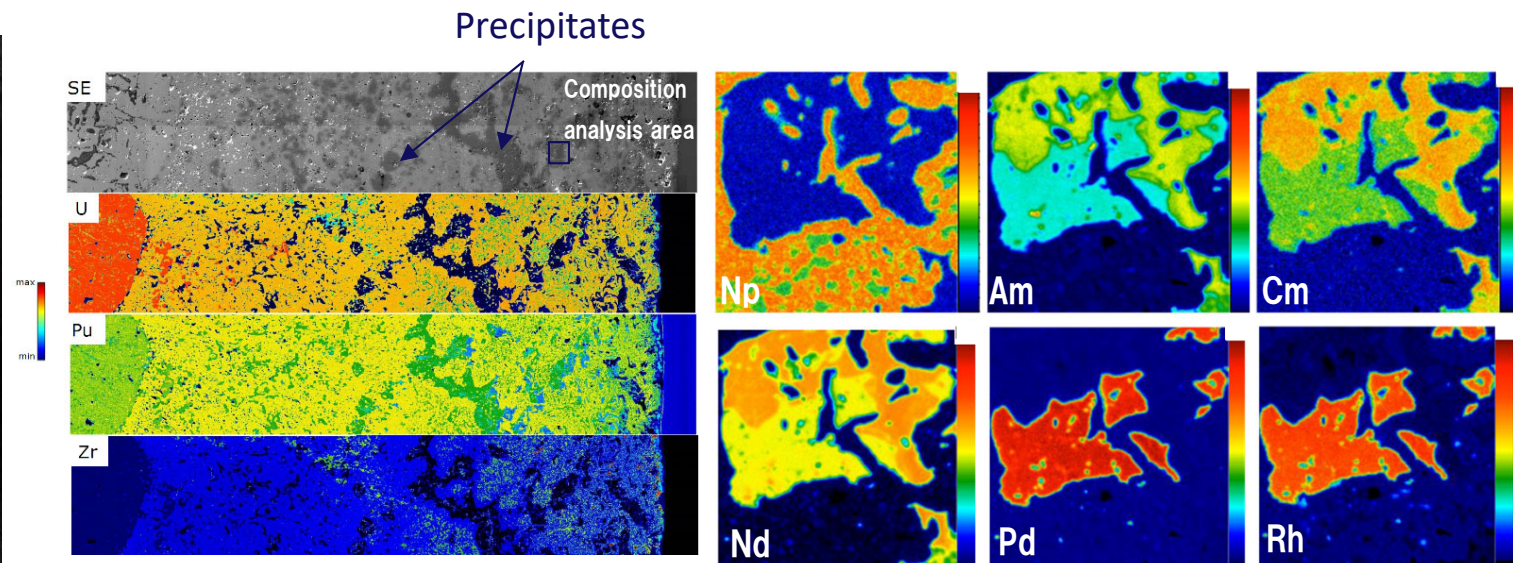 Precipitates
SE
Composition
analysis area
U
max
min
Pu
Zr
Np
Am
Cm
Nd
Pd
Rh